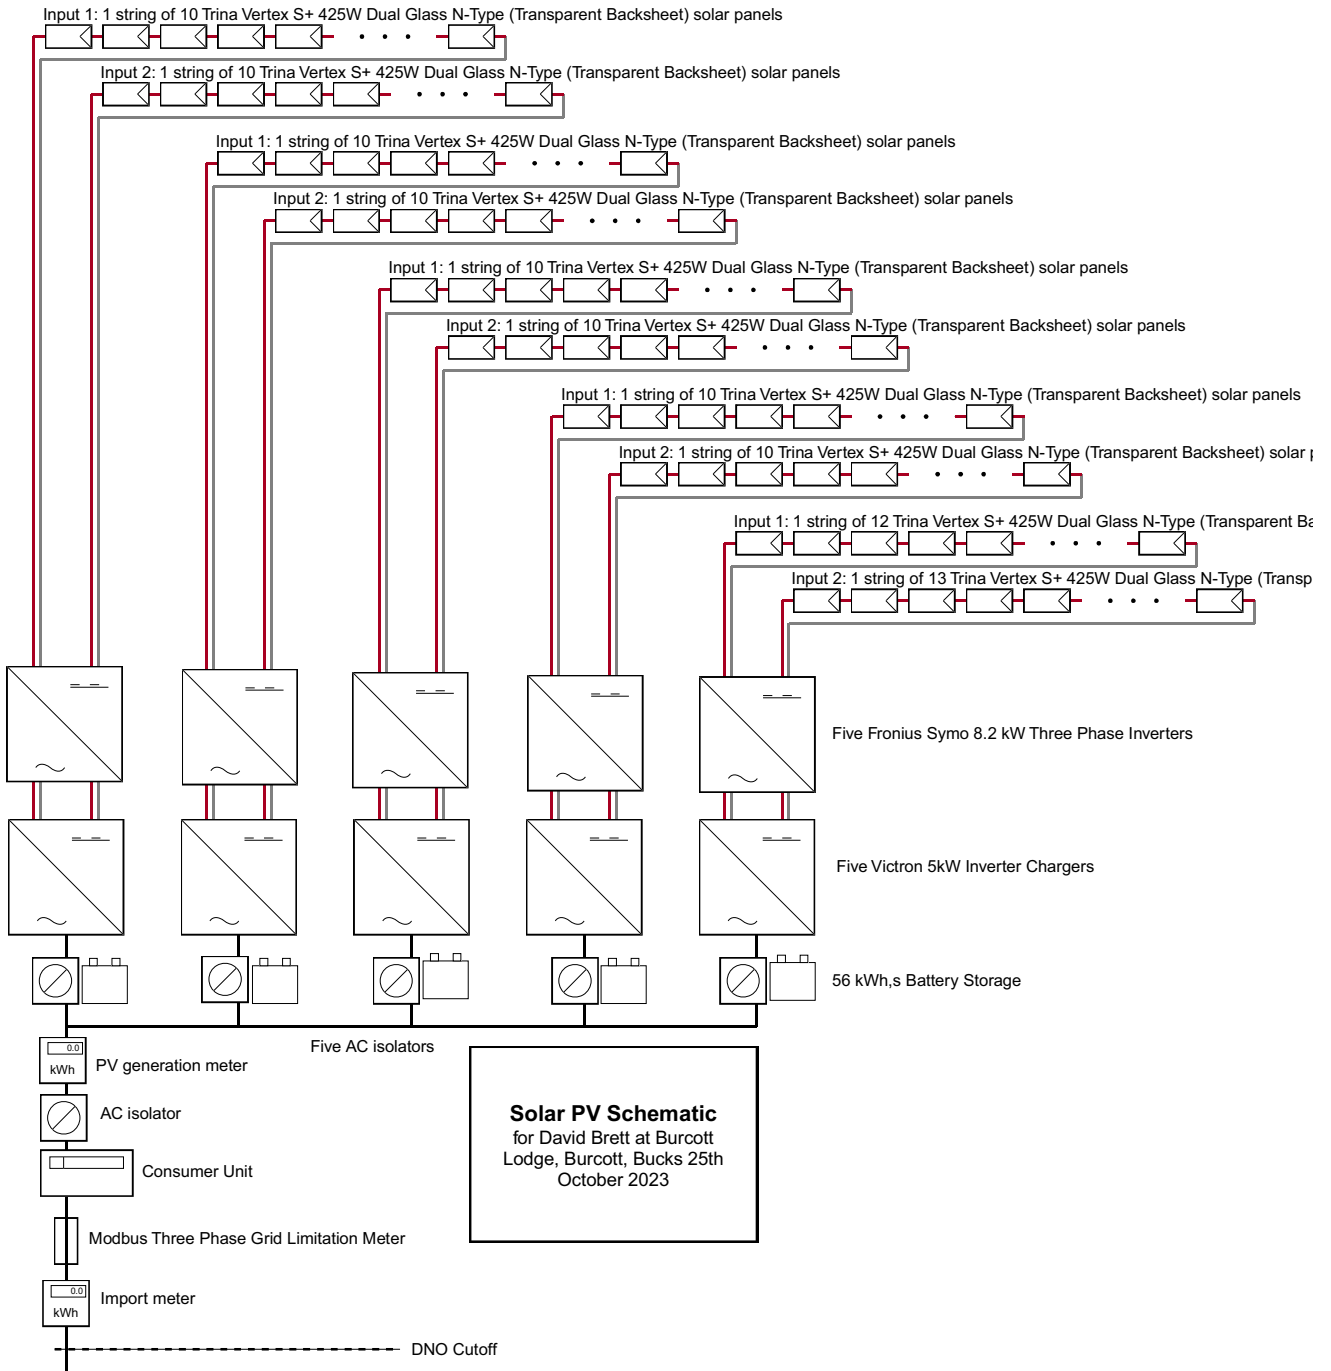 Input 1: 1 string of 10 Trina Vertex S+ 425W Dual Glass N-Type (Transparent Backsheet) solar panels
Input 2: 1 string of 10 Trina Vertex S+ 425W Dual Glass N-Type (Transparent Backsheet) solar panels
Input 1: 1 string of 10 Trina Vertex S+ 425W Dual Glass N-Type (Transparent Backsheet) solar panels
Input 2: 1 string of 10 Trina Vertex S+ 425W Dual Glass N-Type (Transparent Backsheet) solar panels
Input 1: 1 string of 10 Trina Vertex S+ 425W Dual Glass N-Type (Transparent Backsheet) solar panels
Input 2: 1 string of 10 Trina Vertex S+ 425W Dual Glass N-Type (Transparent Backsheet) solar panels
Input 1: 1 string of 10 Trina Vertex S+ 425W Dual Glass N-Type (Transparent Backsheet) solar panels
Input 2: 1 string of 10 Trina Vertex S+ 425W Dual Glass N-Type (Transparent Backsheet) solar
Input 1: 1 string of 12 Trina Vertex S+ 425W Dual Glass N-Type (Transparent
Input 2: 1 string of 13 Trina Vertex S+ 425W Dual Glass N-Type
Five Fronius Symo 8.2 kW Three Phase Inverters
Five Victron 5kW Inverter Chargers
56 kWh,s Battery Storage
Five AC isolators
0.0
kWh
PV generation meter
AC isolator
Consumer Unit
Modbus Three Phase Grid Limitation Meter
0.0
kWh
Import meter
DNO Cutoff
Solar PV Schematic
for David Brett at Burcott
Lodge, Burcott, Bucks 25th
October 2023